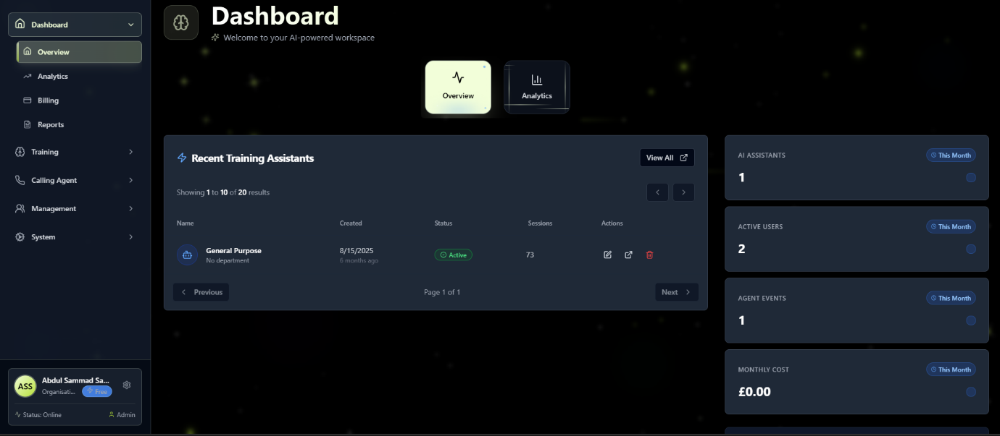 Dashboard
Overview
Analytics
Billing
Reports
Training
Calling Agent
Management
System
ASS
Abdul Sammad Sa...
Organisati...
Free
Status: Online
Admin
Dashboard
Welcome to your AI-powered workspace
Overview
Analytics
Recent Training Assistants
View All
Showing 1 to 10 of 20 results
Name Created Status Sessions Actions
General Purpose
No department
8/15/2025
6 months ago
Active
73
Previous
Page 1 of 1
Next
AI ASSISTANTS
This Month
1
ACTIVE USERS
This Month
2
AGENT EVENTS
This Month
1
MONTHLY COST
This Month
£0.00